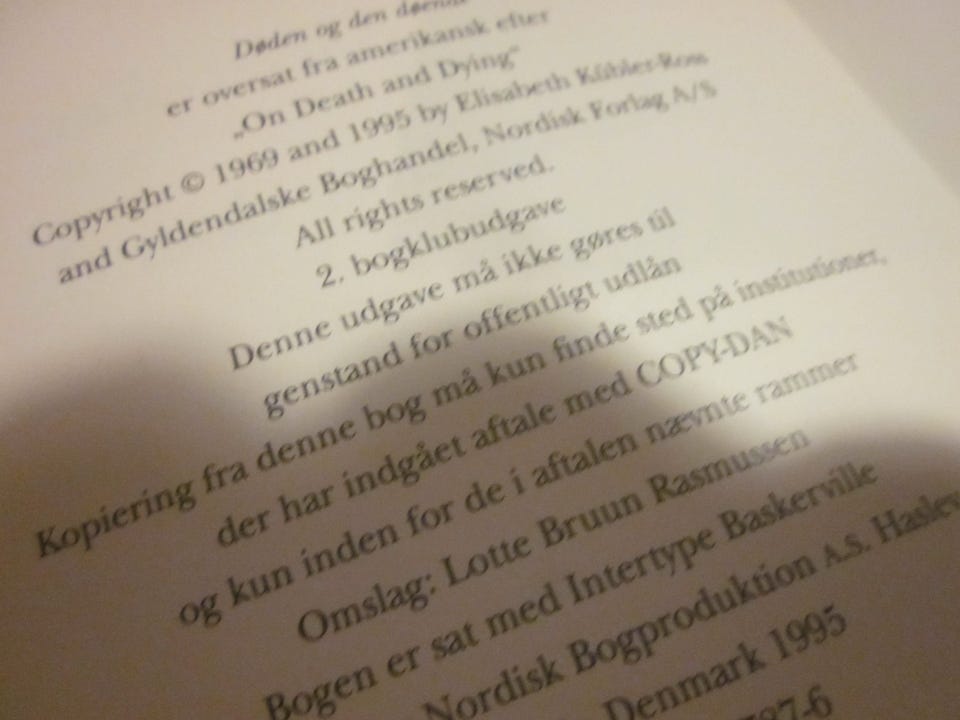 Døden og den døende
er oversat fra amerikansk efter
„On Death and Dying“
Copyright © 1969 and 1995 by Elisabeth Kübler-Ross
and Gyldendalske Boghandel, Nordisk Forlag A/S
All rights reserved.
2. bogklubudgave
Denne udgave må ikke gøres til
genstand for offentligt udlån
Kopiering fra denne bog må kun finde sted på institutioner,
der har indgået aftale med COPY-DAN
og kun inden for de i aftalen nævnte rammer
Omslag: Lotte Bruun Rasmussen
Bogen er sat med Intertype Baskerville
Nordisk Bogproduktion A.S. Haslev
Denmark 1995